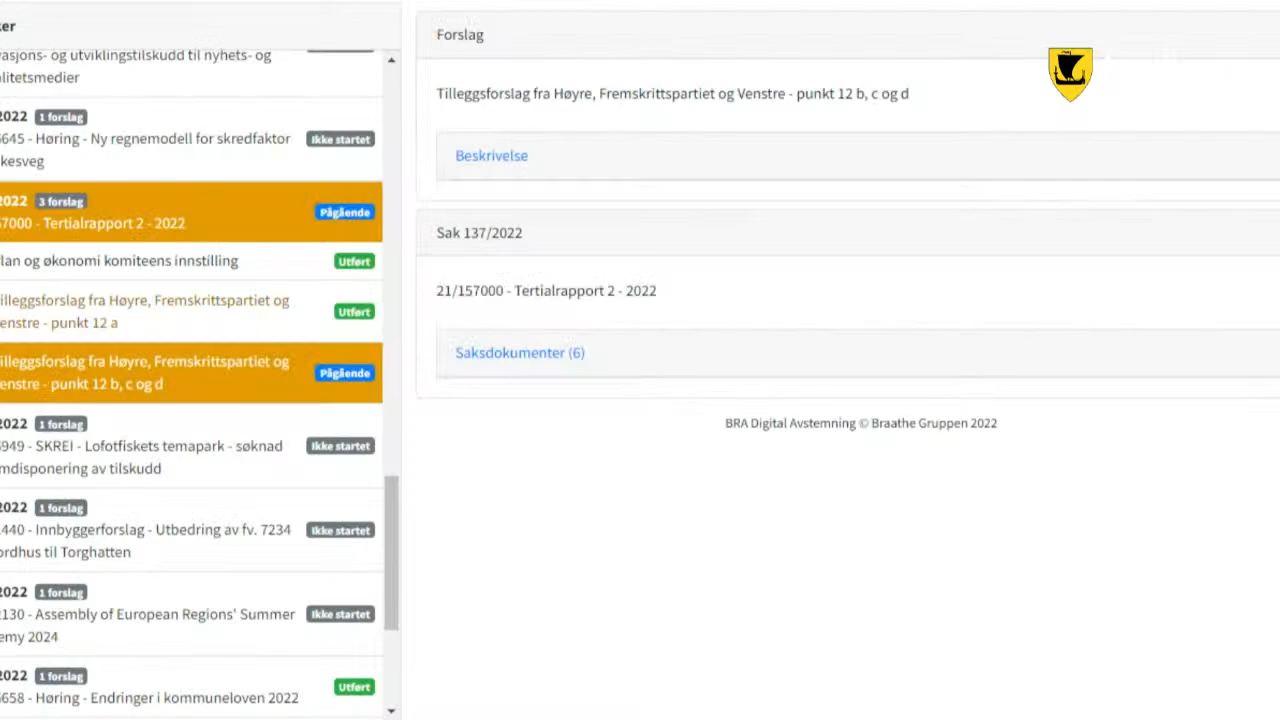 ker
vasjons- og utviklingstilskudd til nyhets- og
alitetsmedier
2022 1 forslag
5645 - Høring - Ny regnemodell for skredfaktor
Ikke startet
lkesveg
2022 3 forslag
57000 - Tertialrapport 2 - 2022
Pågående
lan og økonomi komiteens innstilling
Utført
illeggsforslag fra Høyre, Fremskrittspartiet og
enstre - punkt 12 a
Utført
illeggsforslag fra Høyre, Fremskrittspartiet og
enstre - punkt 12 b, c og d
Pågående
2022 1 forslag
5949 - SKREI - Lofotfiskets temapark - søknad
Ikke startet
mdisponering av tilskudd
2022 1 forslag
1440 - Innbyggerforslag - Utbedring av fv. 7234
Ikke startet
ordhus til Torghatten
2022 1 forslag
2130 - Assembly of European Regions' Summer
Ikke startet
emy 2024
2022 1 forslag
5658 - Høring - Endringer i kommuneloven 2022
Utført
Forslag
Tilleggsforslag fra Høyre, Fremskrittspartiet og Venstre - punkt 12 b, c og d
Beskrivelse
Sak 137/2022
21/157000 - Tertialrapport 2 - 2022
Saksdokumenter (6)
BRA Digital Avstemning © Braathe Gruppen 2022